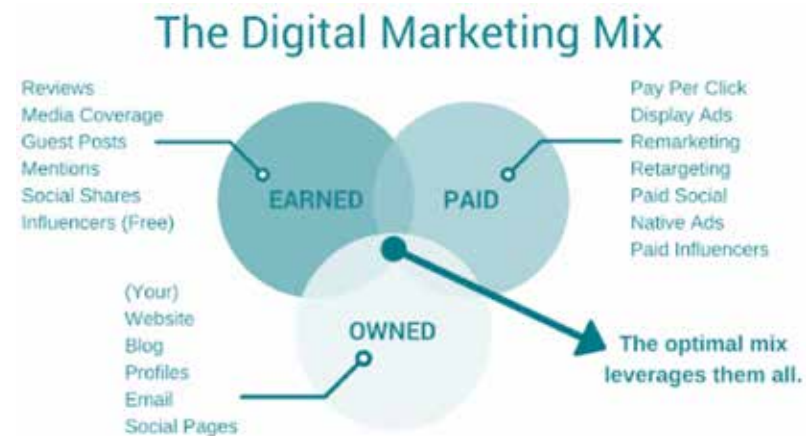 The Digital Marketing Mix
Reviews
Media Coverage
Guest Posts
Mentions
Social Shares
Influencers (Free)
EARNED
PAID
Pay Per Click
Display Ads
Remarketing
Retargeting
Paid Social
Native Ads
Paid Influencers
(Your)
Website
Blog
Profiles
Email
Social Pages
OWNED
The optimal mix
leverages them all.